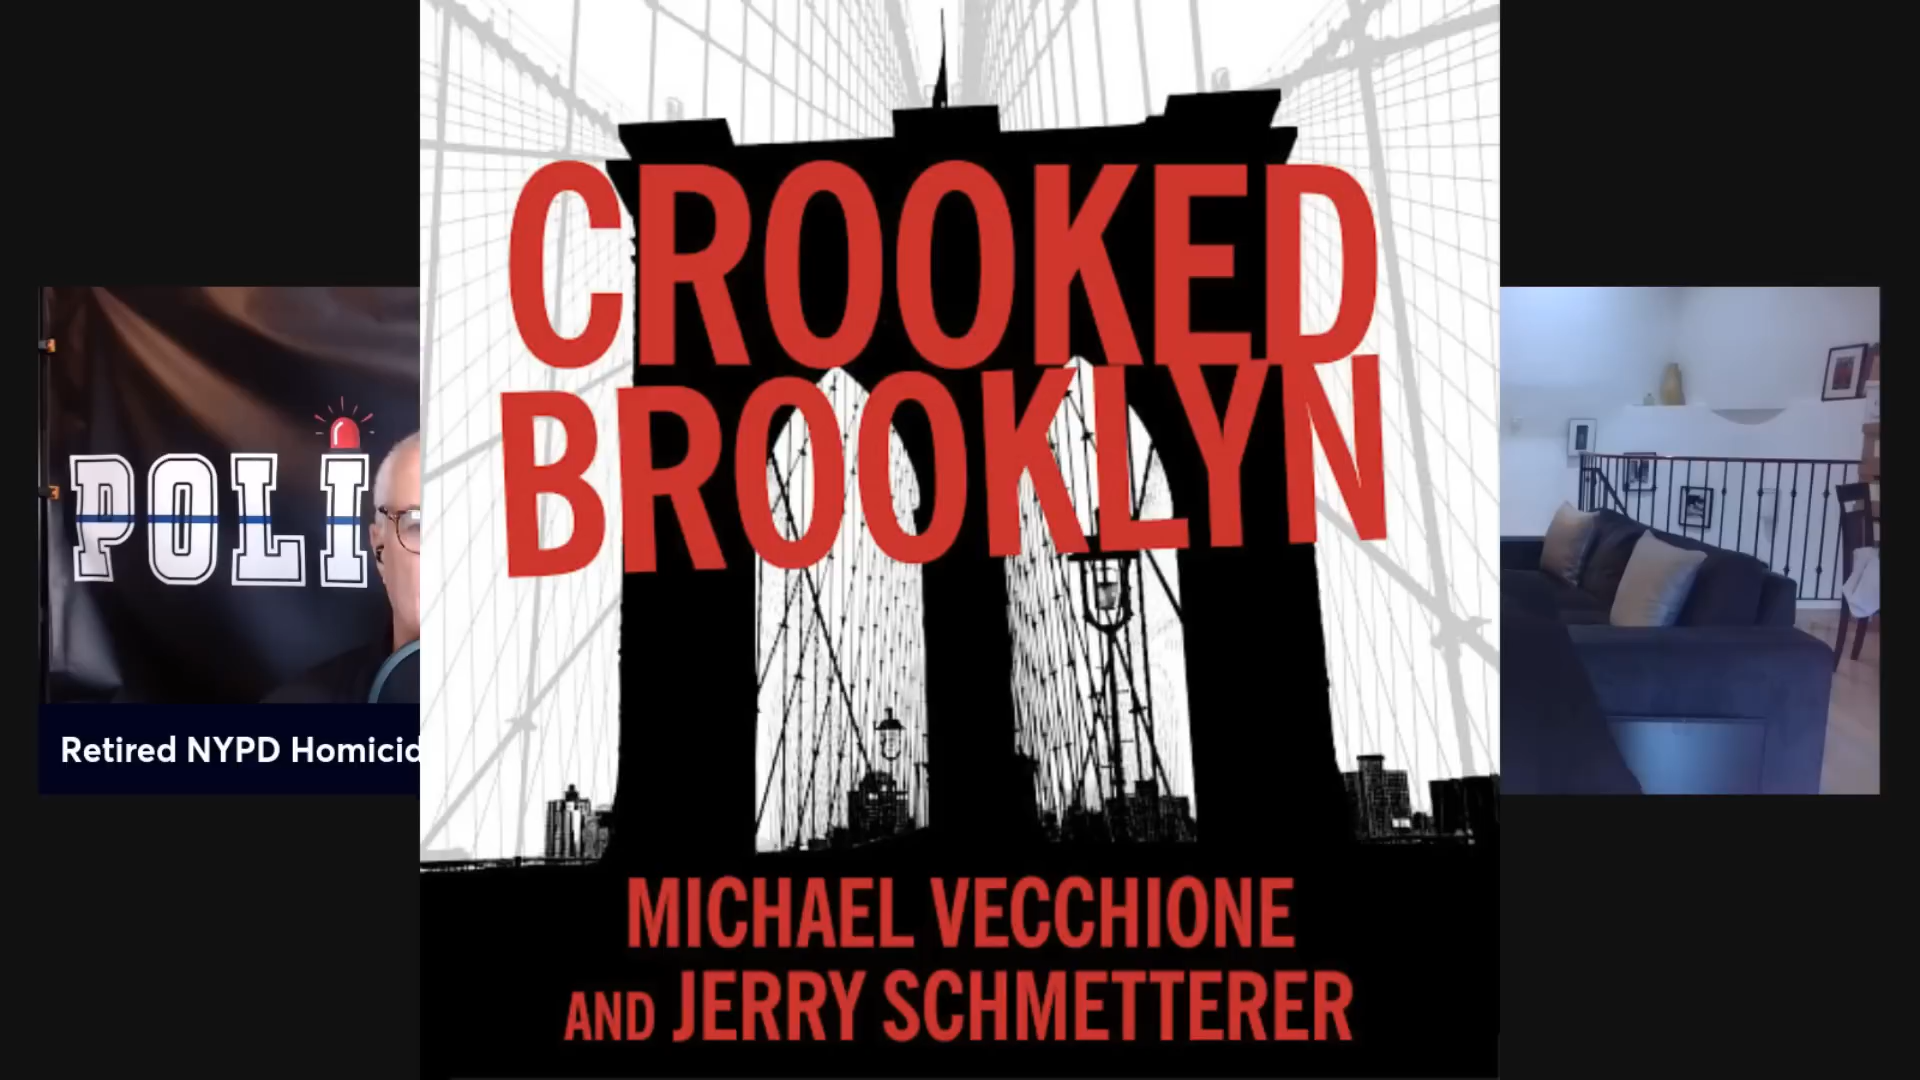 CROOKED
BROOKLYN
MICHAEL VECCHIONE
AND JERRY SCHMETTERER
POLI
Retired NYPD Homicid